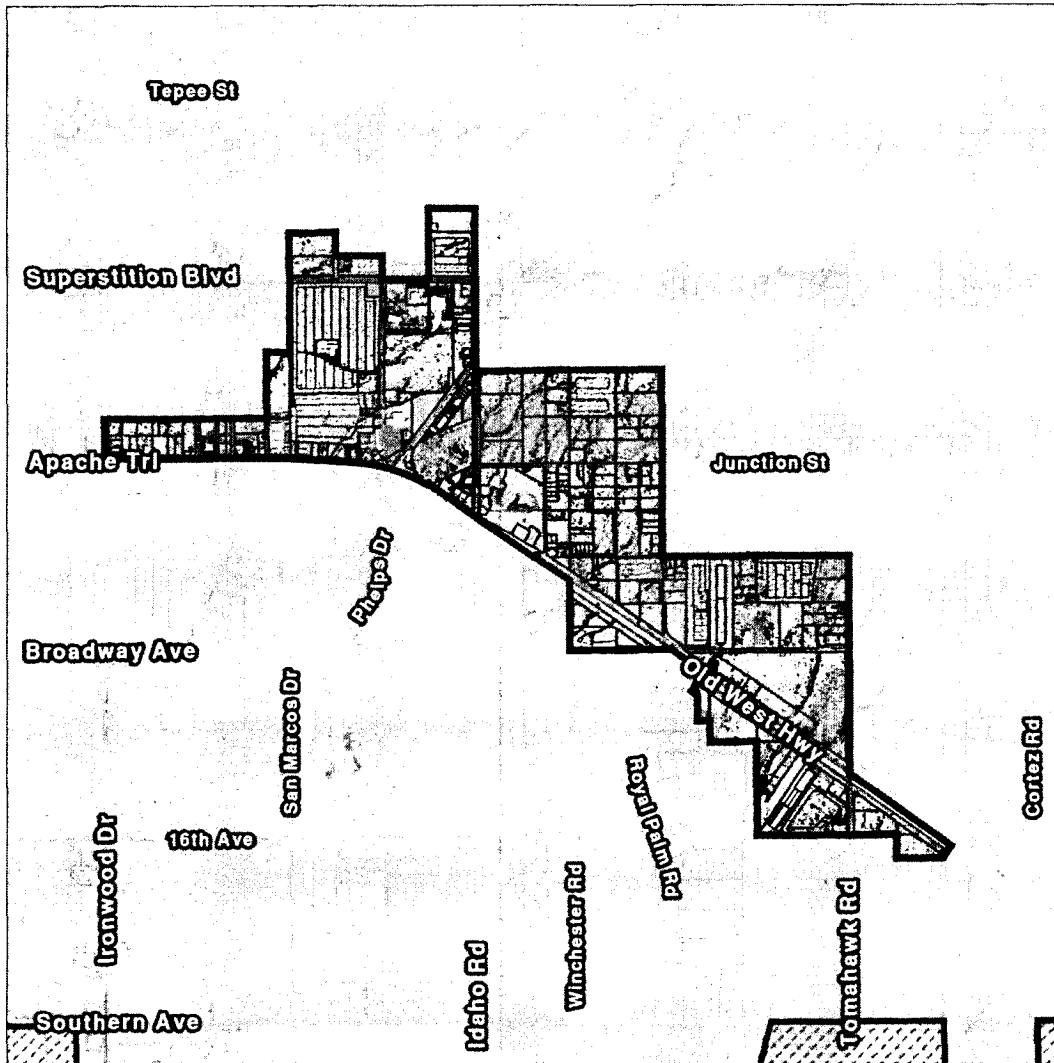 Tepee St
Superstition Blvd
Apache Trl
Junction St
Phelps Dr
Broadway Ave
Old West Hwy
San Marcos Dr
Cortez Rd
Royal Palm Rd
16th Ave
Ironwood Dr
Winchester Rd
Tomahawk Rd
Idaho Rd
Southern Ave